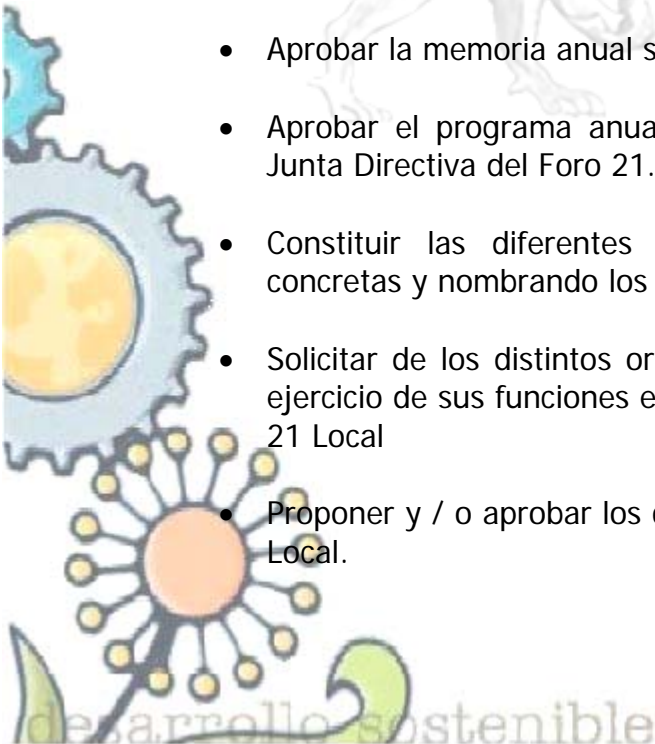 • Aprobar la memoria anual s
• Aprobar el programa anua
Junta Directiva del Foro 21.
• Constituir las diferentes
concretas y nombrando los
• Solicitar de los distintos or
ejercicio de sus funciones e
21 Local
• Proponer y / o aprobar los
Local.
desarrollo sostenible